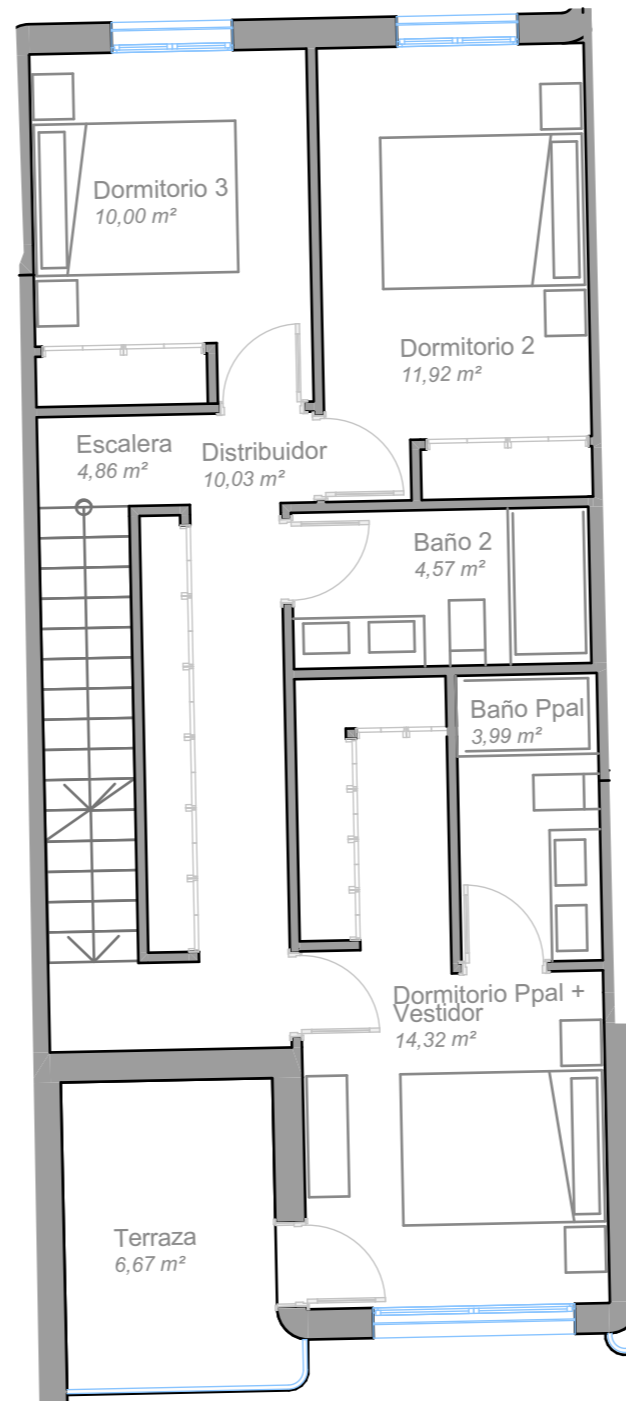 Dormitorio 3
10,00 m²
Dormitorio 2
11,92 m²
Escalera
4,86 m²
Distribuidor
10,03 m²
Baño 2
4,57 m²
Baño Ppal
3,99 m²
Dormitorio Ppal +
Vestidor
14,32 m²
Terraza
6,67 m²